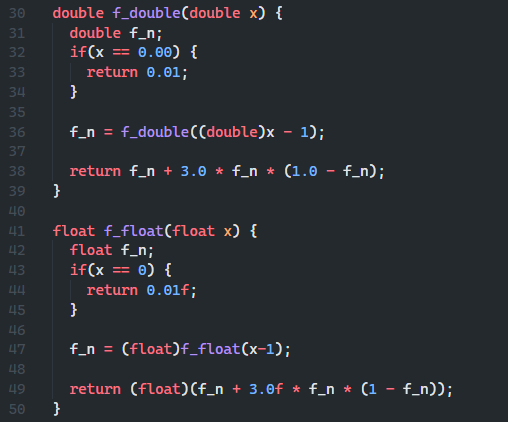 30 double f_double(double x) {
31 double f_n;
32 if(x == 0.00) {
33 return 0.01;
34 }
35
36 f_n = f_double((double)x - 1);
37
38 return f_n + 3.0 * f_n * (1.0 - f_n);
39 }
40
41 float f_float(float x) {
42 float f_n;
43 if(x == 0) {
44 return 0.01f;
45 }
46
47 f_n = (float)f_float(x-1);
48
49 return (float)(f_n + 3.0f * f_n * (1 - f_n));
50 }